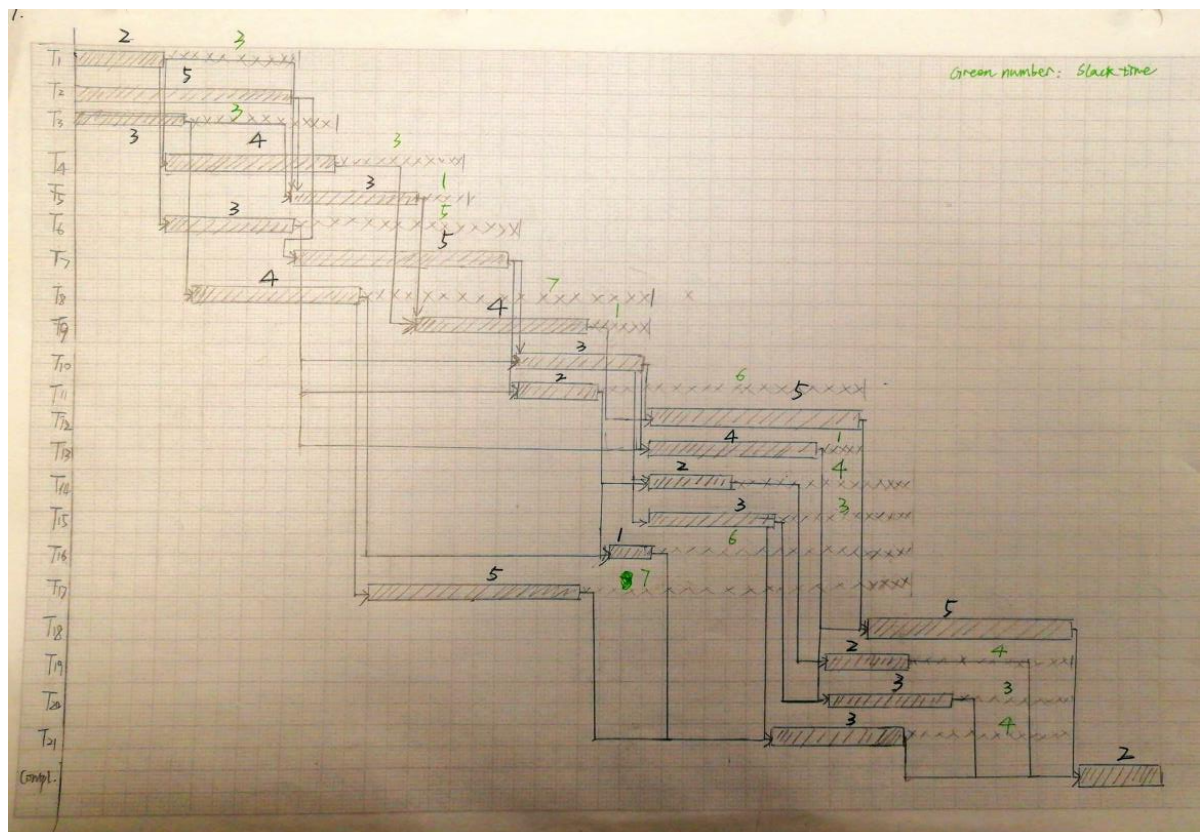 1.
2 3
T1
Green number: Slack time
5
T2
T3 3
3 4
T4 3
T5 3 1
T6 3 5
T7 5
T8 4 7
T9 4 1
T10 3
T11 2 6
T12 5
T13 4 1
T14 2 4
T15 3 3
T16 1 6
T17 5 7
T18 5
T19 2 4
T20 3 3
T21 3 4
Compl. 2